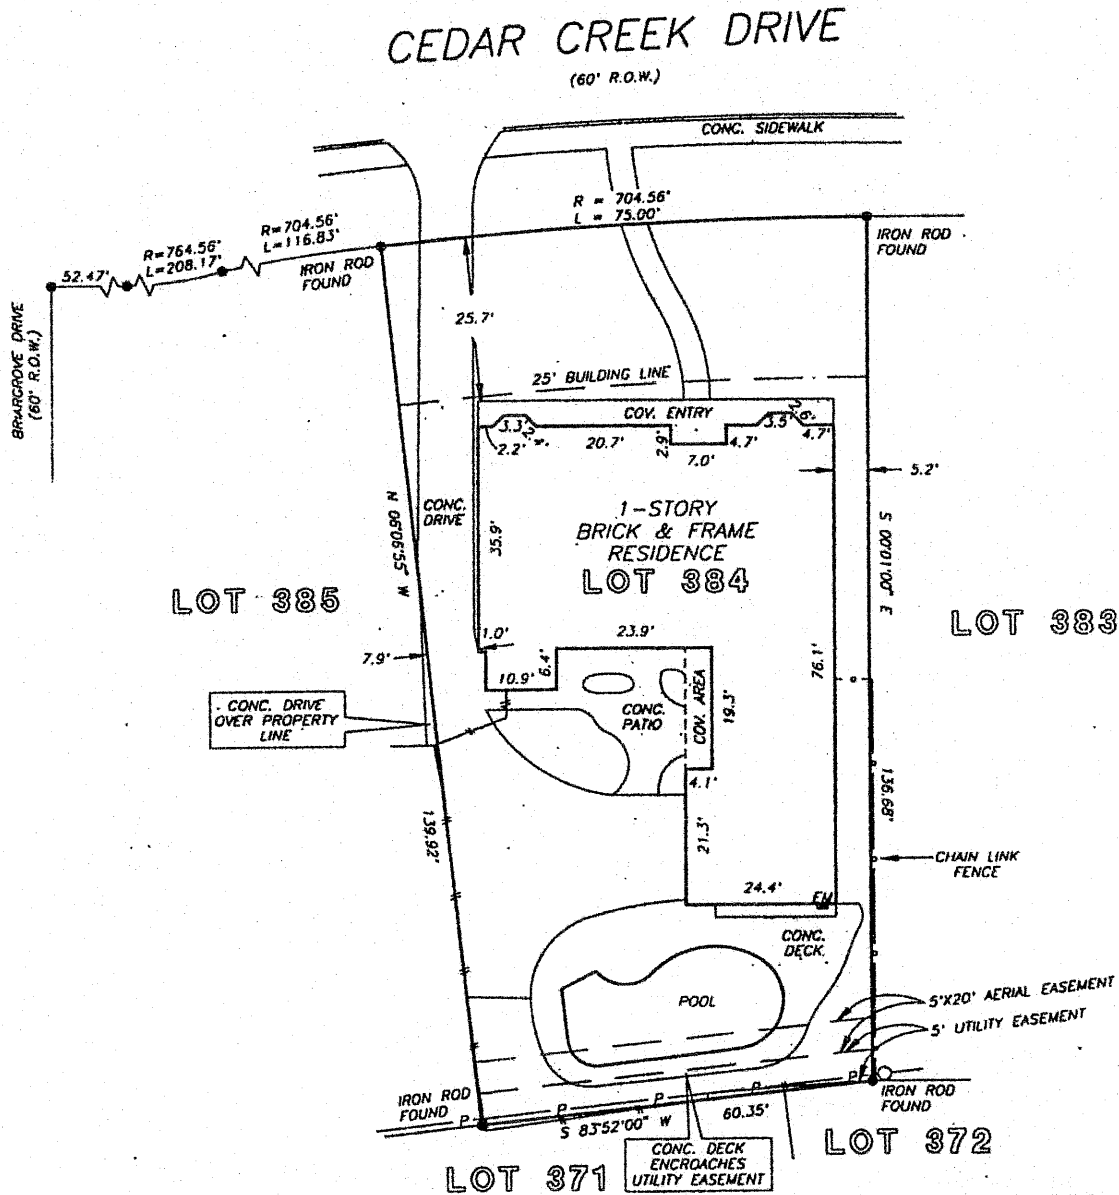 CEDAR CREEK DRIVE
(60' R.O.W.)
CONC. SIDEWALK
R = 704.56'
L = 75.00'
R=704.56'
L=116.83'
R=764.56'
L=208.17'
52.47'
IRON ROD
FOUND
IRON ROD
FOUND
BRIARGROVE DRIVE
(60' R.O.W.)
25.7'
25' BUILDING LINE
COV. ENTRY
3.3'
2.2'
20.7'
2.9'
7.0'
4.7'
3.5'
2.6'
4.7'
5.2'
CONC.
DRIVE
N 06°06'55" W
35.9'
1-STORY
BRICK & FRAME
RESIDENCE
LOT 384
S 00°01'00" E
LOT 385
LOT 383
1.0'
23.9'
7.9'
6.4'
10.9'
76.1'
CONC.
PATIO
COV. AREA
19.3'
CONC. DRIVE
OVER PROPERTY
LINE
4.1'
136.68'
139.92'
21.3'
CHAIN LINK
FENCE
24.4'
EM
CONC.
DECK
POOL
5'X20' AERIAL EASEMENT
5' UTILITY EASEMENT
IRON ROD
FOUND
IRON ROD
FOUND
P
P
P
P
P
S 83°52'00" W
60.35'
CONC. DECK
ENCROACHES
UTILITY EASEMENT
LOT 371
LOT 372